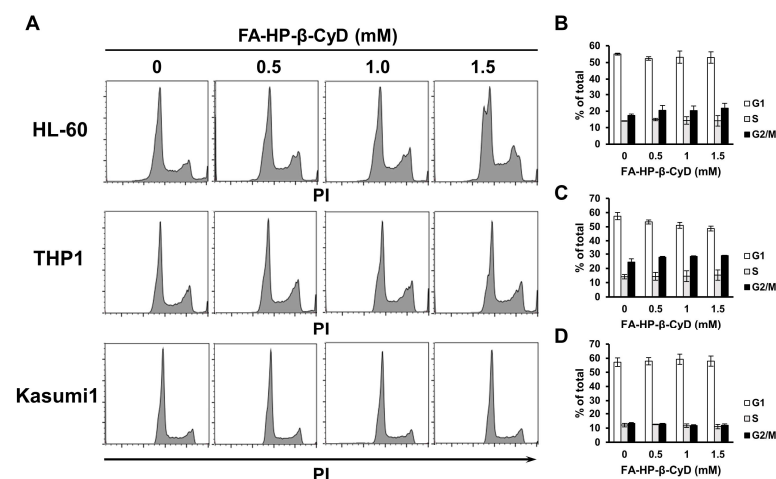 A
FA-HP-β-CyD (mM)
0 0.5 1.0 1.5
HL-60
PI
THP1
PI
Kasumi1
PI
B
% of total
60
50
40
30
20
10
0
0 0.5 1 1.5
FA-HP-β-CyD (mM)
G1
S
G2/M
C
% of total
70
60
50
40
30
20
10
0
0 0.5 1 1.5
FA-HP-β-CyD (mM)
G1
S
G2/M
D
% of total
70
60
50
40
30
20
10
0
0 0.5 1 1.5
FA-HP-β-CyD (mM)
G1
S
G2/M